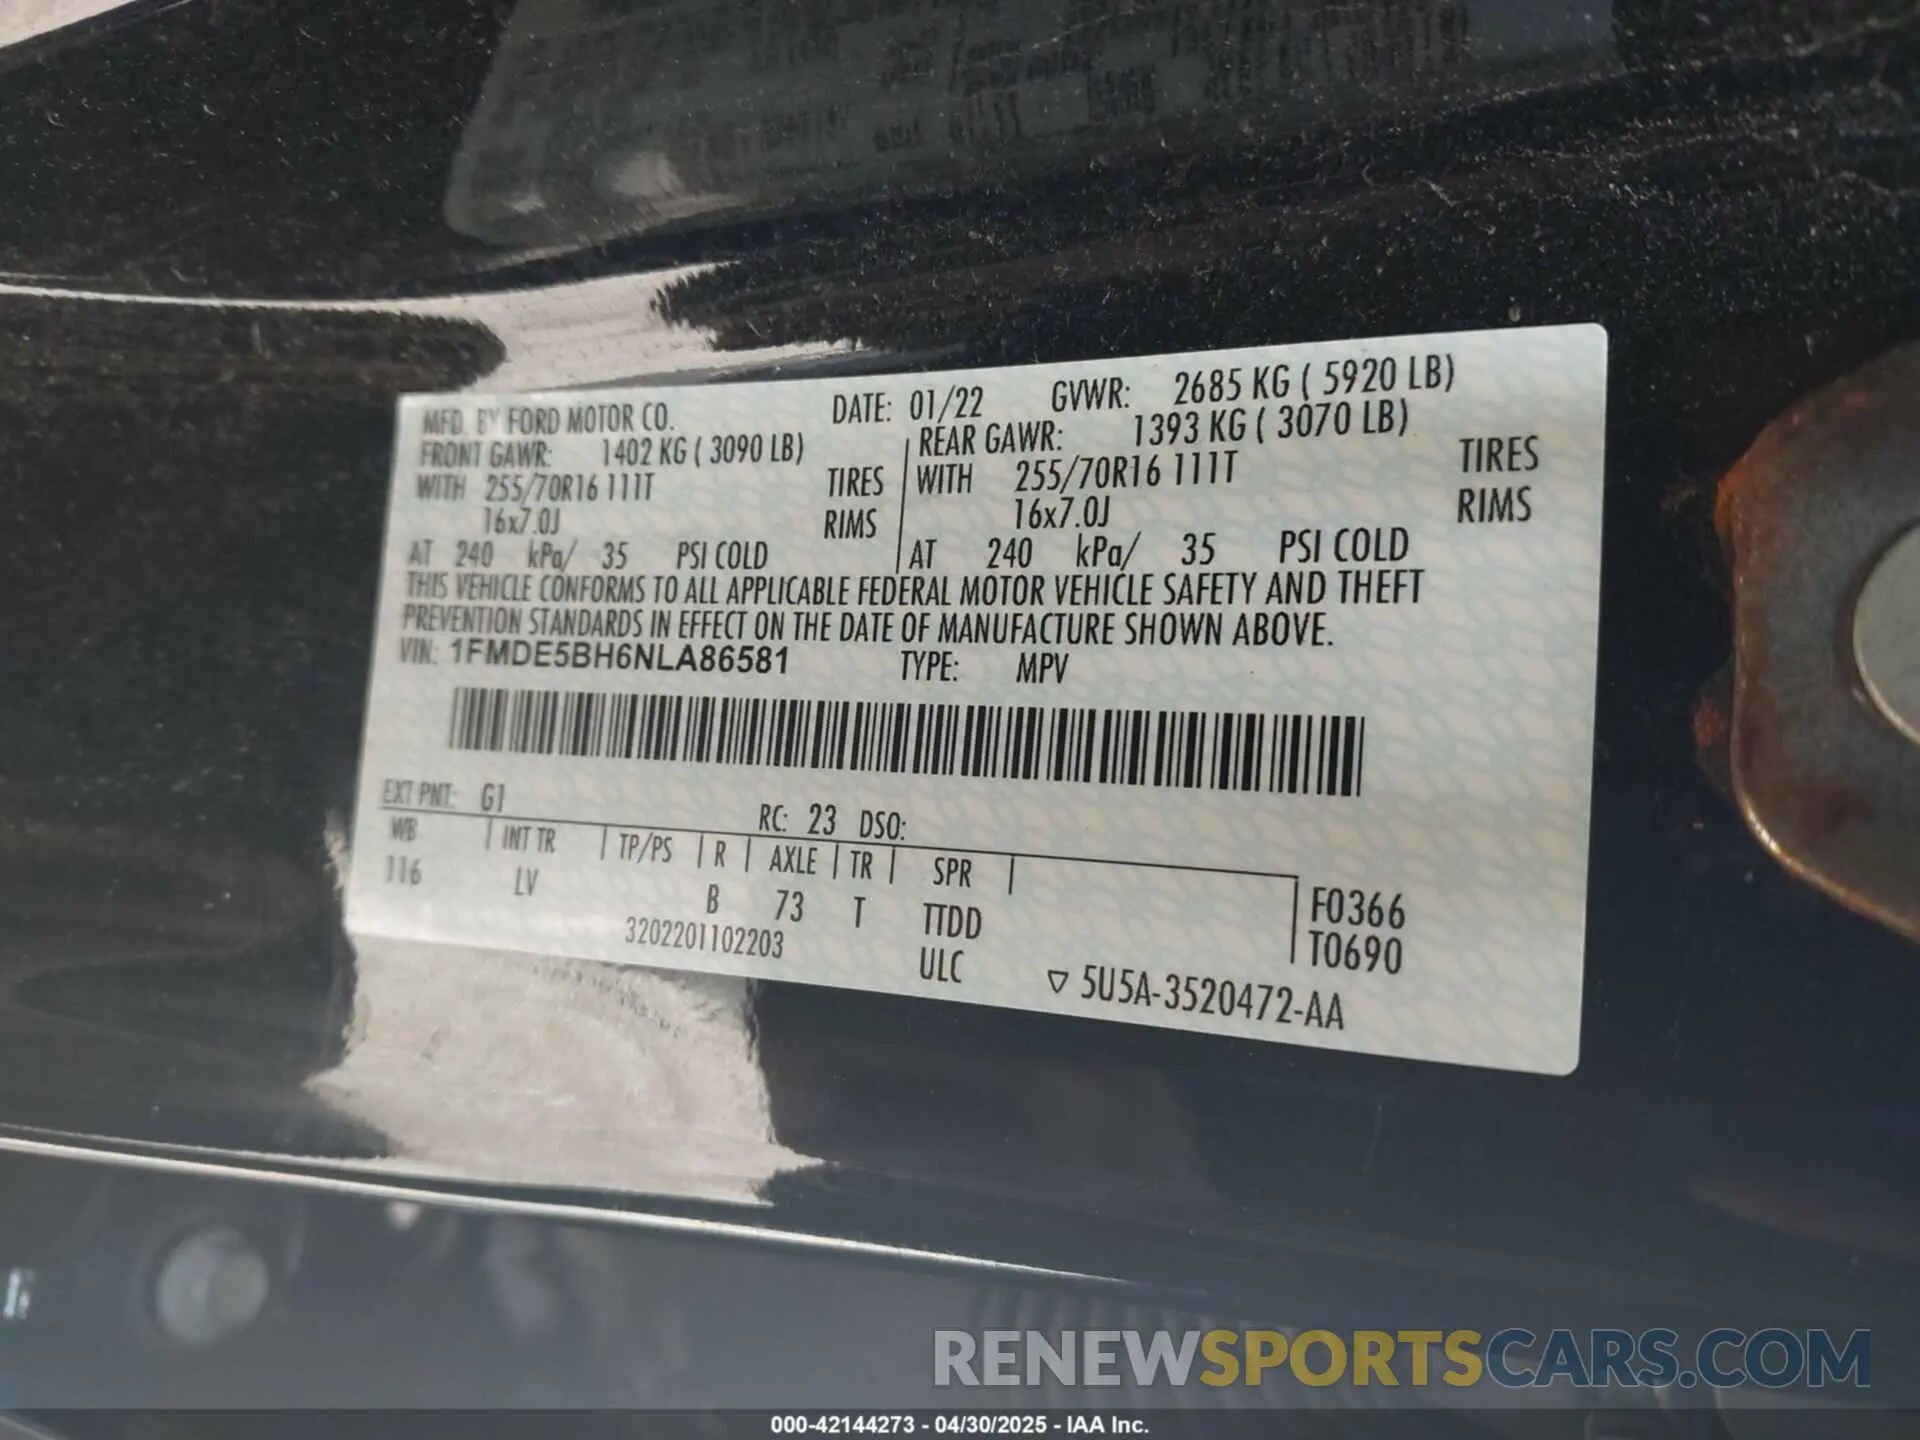 MFD. BY FORD MOTOR CO. DATE: 01/22 GVWR: 2685 KG ( 5920 LB)
FRONT GAWR: 1402 KG ( 3090 LB) REAR GAWR: 1393 KG ( 3070 LB)
WITH 255/70R16 111T TIRES WITH 255/70R16 111T TIRES
16x7.0J RIMS 16x7.0J RIMS
AT 240 kPa/ 35 PSI COLD AT 240 kPa/ 35 PSI COLD
THIS VEHICLE CONFORMS TO ALL APPLICABLE FEDERAL MOTOR VEHICLE SAFETY AND THEFT
PREVENTION STANDARDS IN EFFECT ON THE DATE OF MANUFACTURE SHOWN ABOVE.
VIN: 1FMDE5BH6NLA86581 TYPE: MPV
EXT PNT: G1 RC: 23 DSO:
WB INT TR TP/PS R AXLE TR SPR
116 LV B 73 T TTDD F0366
3202201102203 ULC T0690
5U5A-3520472-AA
RENEWSPORTSCARS.COM
000-42144273 - 04/30/2025 - IAA Inc.